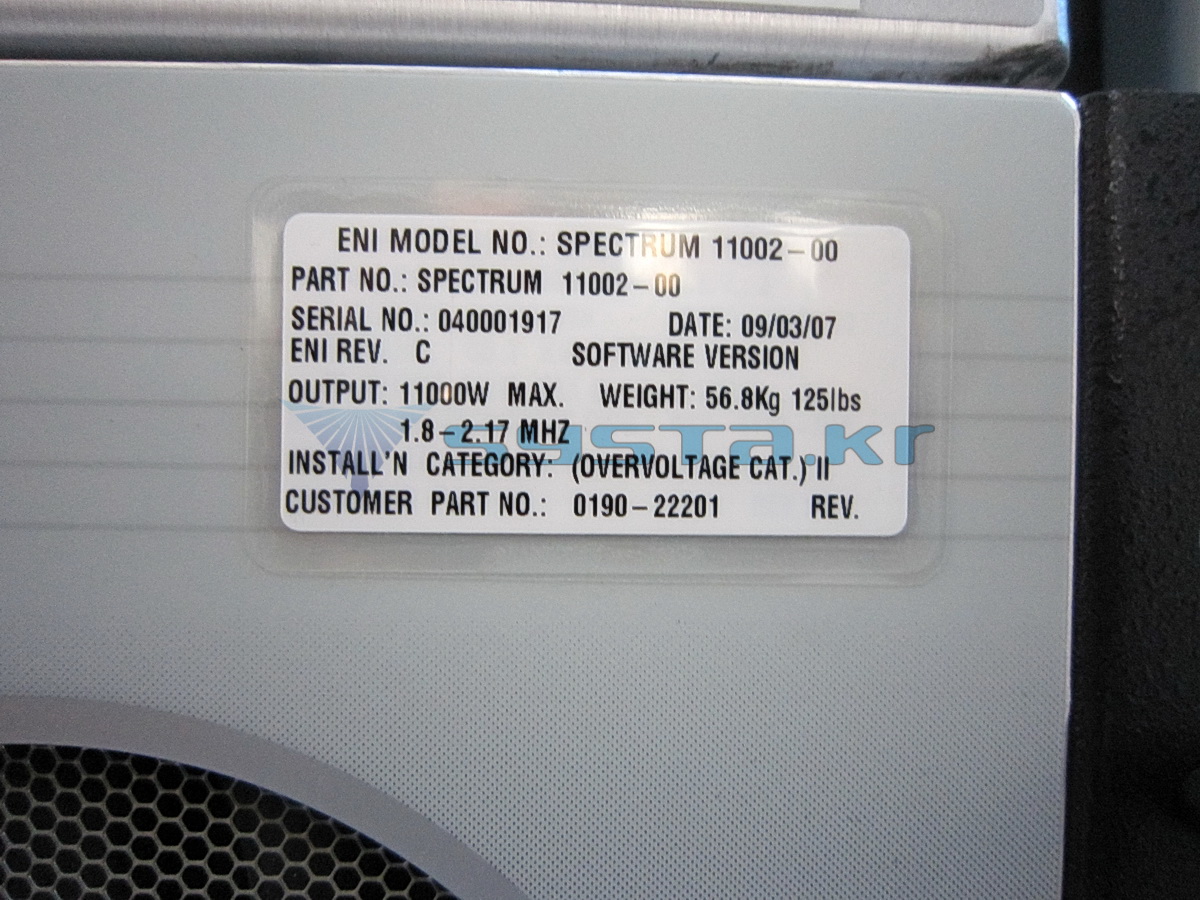 ENI MODEL NO.: SPECTRUM 11002-00
PART NO.: SPECTRUM 11002-00
SERIAL NO.: 040001917 DATE: 09/03/07
ENI REV. C SOFTWARE VERSION
OUTPUT: 11000W MAX. WEIGHT: 56.8Kg 125lbs
1.8-2.17 MHZ
systa.kr
INSTALL'N CATEGORY: (OVERVOLTAGE CAT.) II
CUSTOMER PART NO.: 0190-22201 REV.